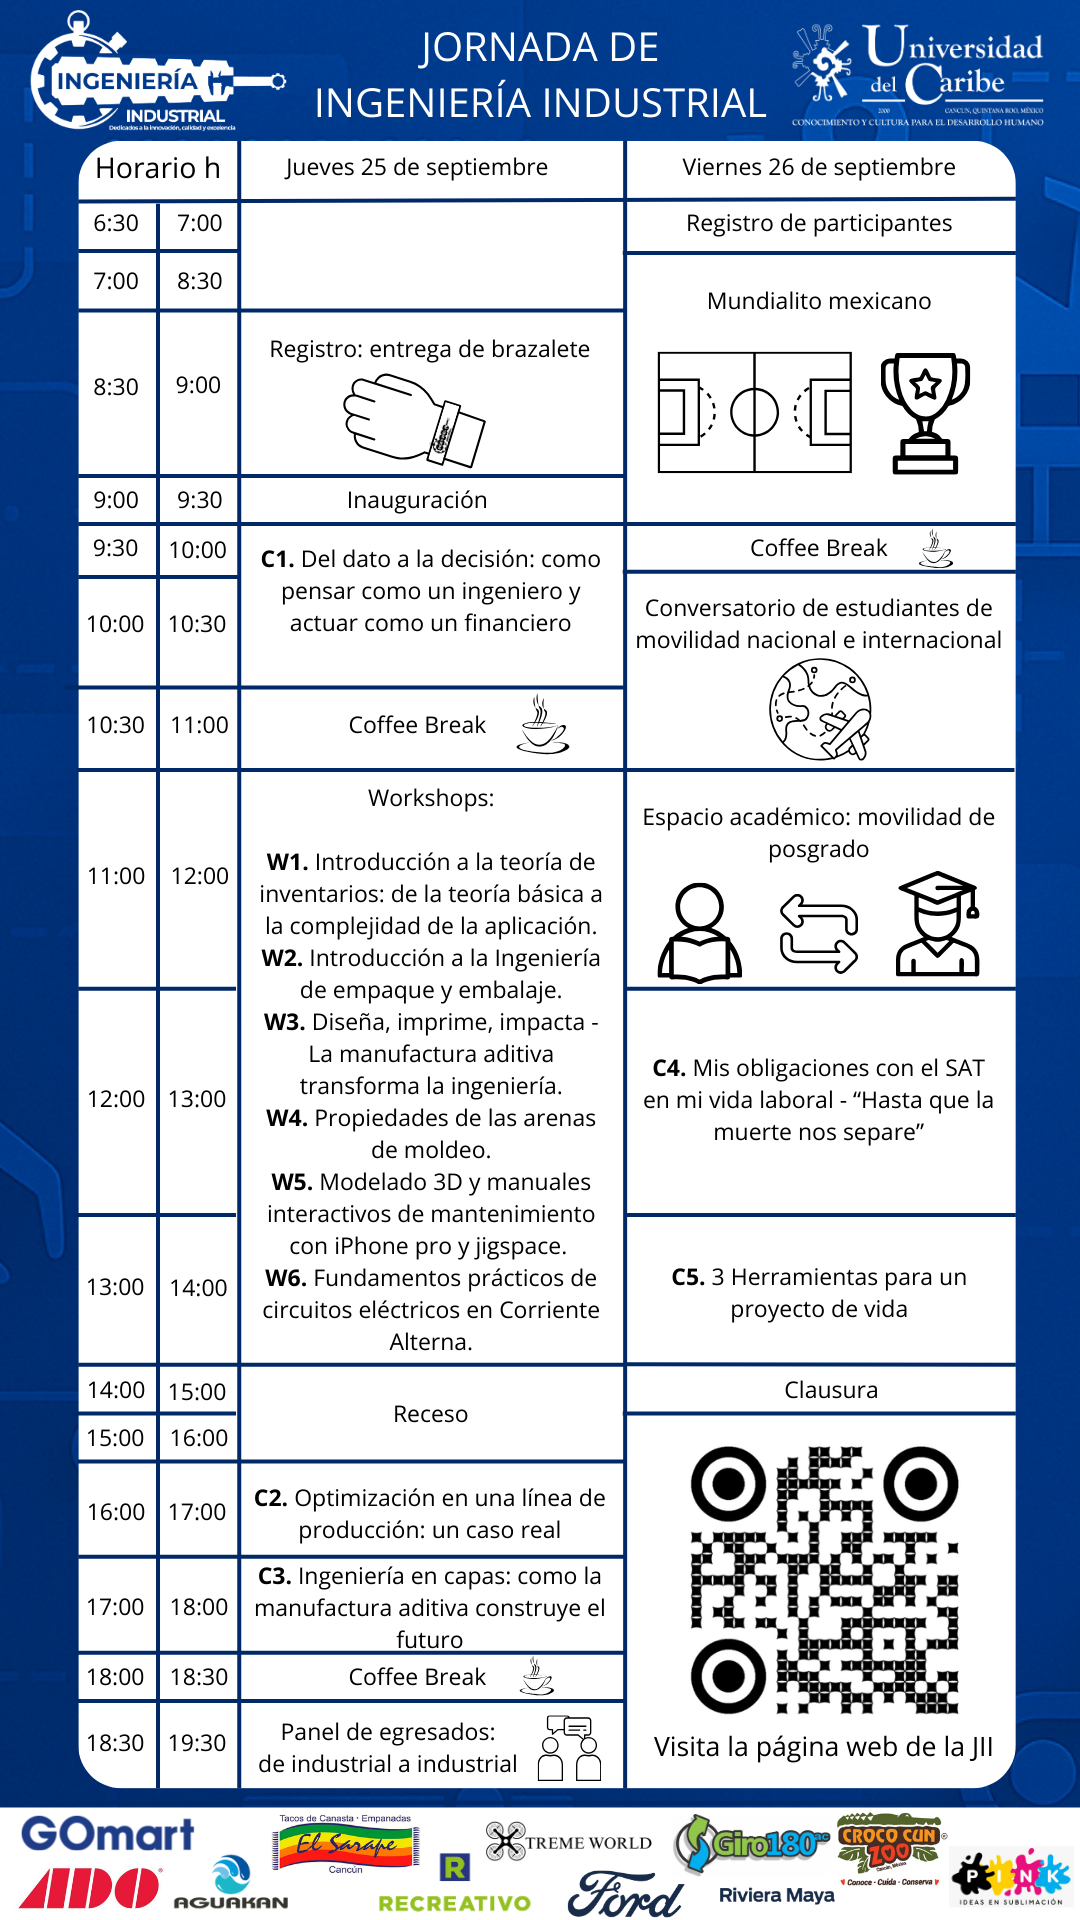 INGENIERÍA
INDUSTRIAL
Dedicados a la innovación, calidad y excelencia
JORNADA DE
INGENIERÍA INDUSTRIAL
Universidad
del Caribe
2000
CANCUN, QUINTANA ROO, MÉXICO
CONOCIMIENTO Y CULTURA PARA EL DESARROLLO HUMANO
Horario h
Jueves 25 de septiembre
Viernes 26 de septiembre
6:30 7:00
Registro de participantes
7:00 8:30
Mundialito mexicano
8:30 9:00
Registro: entrega de brazalete
9:00 9:30
Inauguración
9:30 10:00
C1. Del dato a la decisión: como
pensar como un ingeniero y
actuar como un financiero
Coffee Break
10:00 10:30
Conversatorio de estudiantes de
movilidad nacional e internacional
10:30 11:00
Coffee Break
11:00 12:00
Workshops:
W1. Introducción a la teoría de
inventarios: de la teoría básica a
la complejidad de la aplicación.
W2. Introducción a la Ingeniería
de empaque y embalaje.
W3. Diseña, imprime, impacta -
La manufactura aditiva
transforma la ingeniería.
W4. Propiedades de las arenas
de moldeo.
W5. Modelado 3D y manuales
interactivos de mantenimiento
con iPhone pro y jigspace.
W6. Fundamentos prácticos de
circuitos eléctricos en Corriente
Alterna.
Espacio académico: movilidad de
posgrado
12:00 13:00
C4. Mis obligaciones con el SAT
en mi vida laboral - “Hasta que la
muerte nos separe”
13:00 14:00
C5. 3 Herramientas para un
proyecto de vida
14:00 15:00
Receso
Clausura
15:00 16:00
16:00 17:00
C2. Optimización en una línea de
producción: un caso real
17:00 18:00
C3. Ingeniería en capas: como la
manufactura aditiva construye el
futuro
18:00 18:30
Coffee Break
18:30 19:30
Panel de egresados:
de industrial a industrial
Visita la página web de la JII
GOmart
Tacos de Canasta · Empanadas
El Sarape
Cancún
XTREME WORLD
Giro180ac
CROCO CUN
ZOO
Cancún, México
Conoce · Cuida · Conserva
ADO
AGUAKAN
R
RECREATIVO
Ford
Riviera Maya
PINK
IDEAS EN SUBLIMACIÓN